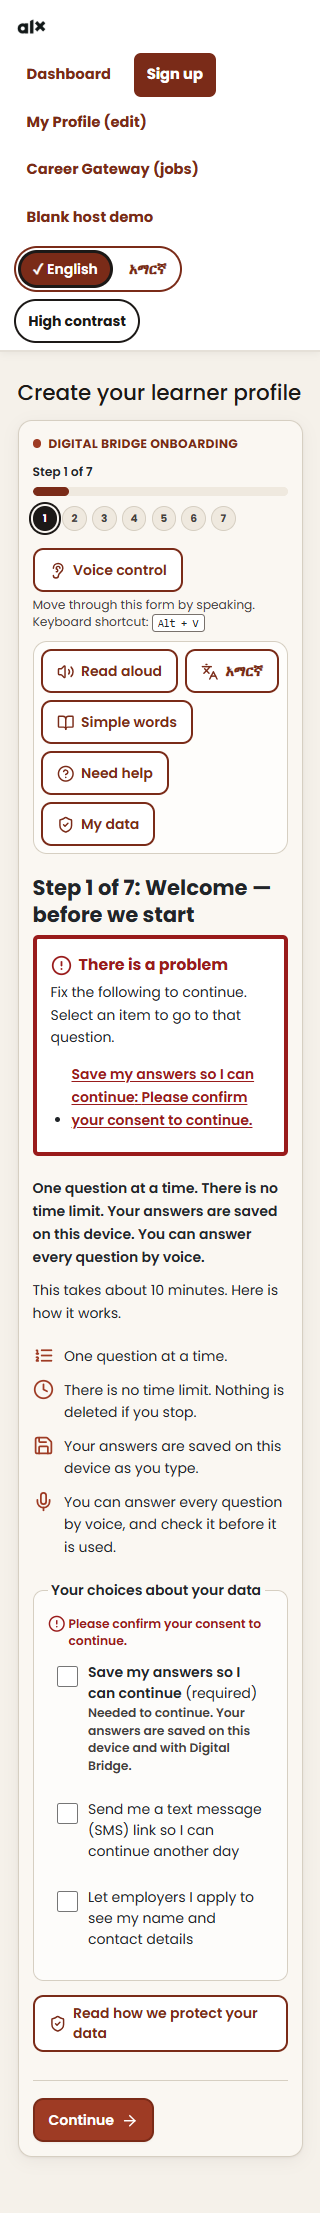 alx
Dashboard
Sign up
My Profile (edit)
Career Gateway (jobs)
Blank host demo
✓ English
አማርኛ
High contrast
Create your learner profile
DIGITAL BRIDGE ONBOARDING
Step 1 of 7
1 2 3 4 5 6 7
Voice control
Move through this form by speaking.
Keyboard shortcut: Alt + V
Read aloud
አማርኛ
Simple words
Need help
My data
Step 1 of 7: Welcome —
before we start
There is a problem
Fix the following to continue.
Select an item to go to that
question.
Save my answers so I can
continue: Please confirm
• your consent to continue.
One question at a time. There is no
time limit. Your answers are saved
on this device. You can answer
every question by voice.
This takes about 10 minutes. Here is
how it works.
One question at a time.
There is no time limit. Nothing is
deleted if you stop.
Your answers are saved on this
device as you type.
You can answer every question
by voice, and check it before it
is used.
Your choices about your data
Please confirm your consent to
continue.
Save my answers so I
can continue (required)
Needed to continue. Your
answers are saved on this
device and with Digital
Bridge.
Send me a text message
(SMS) link so I can
continue another day
Let employers I apply to
see my name and
contact details
Read how we protect your
data
Continue →